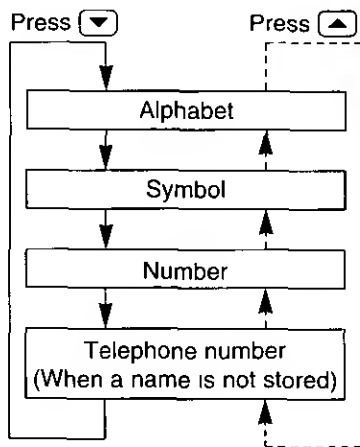 Press ▼
Press ▲
Alphabet
Symbol
Number
Telephone number
(When a name is not stored)